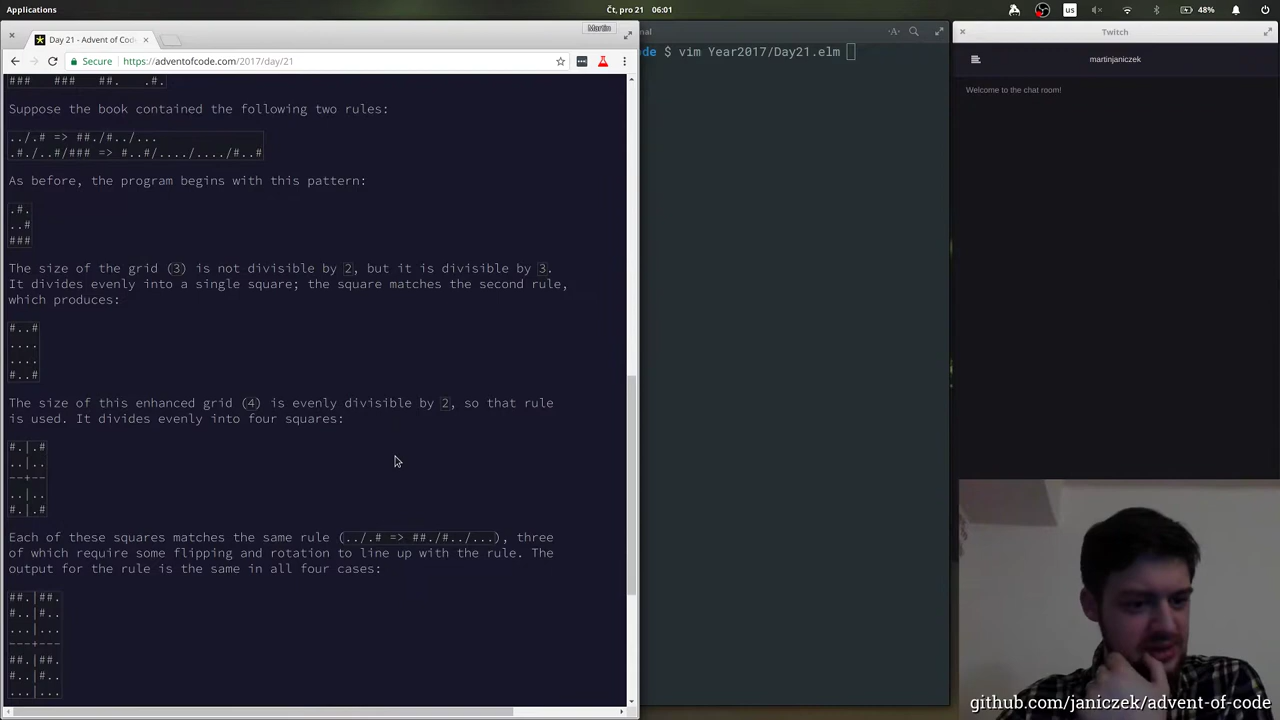 Applications
Čt, pro 21 06:01
us
48%
Day 21 - Advent of Code
Martin
Secure
https://adventofcode.com/2017/day/21
### ### ##. .#.
Suppose the book contained the following two rules:
../.# => ##./#../...
.#./..#/### => #..#/..../..../#..#
As before, the program begins with this pattern:
.#.
..#
###
The size of the grid (3) is not divisible by 2, but it is divisible by 3.
It divides evenly into a single square; the square matches the second rule,
which produces:
#..#
....
....
#..#
The size of this enhanced grid (4) is evenly divisible by 2, so that rule
is used. It divides evenly into four squares:
#.|.#
..|..
--+--
..|..
#.|.#
Each of these squares matches the same rule (../.# => ##./#../...), three
of which require some flipping and rotation to line up with the rule. The
output for the rule is the same in all four cases:
##.|##.
#..|#..
...|...
---+---
##.|##.
#..|#..
...|...
nal
-A-
ode $ vim Year2017/Day21.elm
Twitch
martinjaniczek
Welcome to the chat room!
github.com/janiczek/advent-of-code